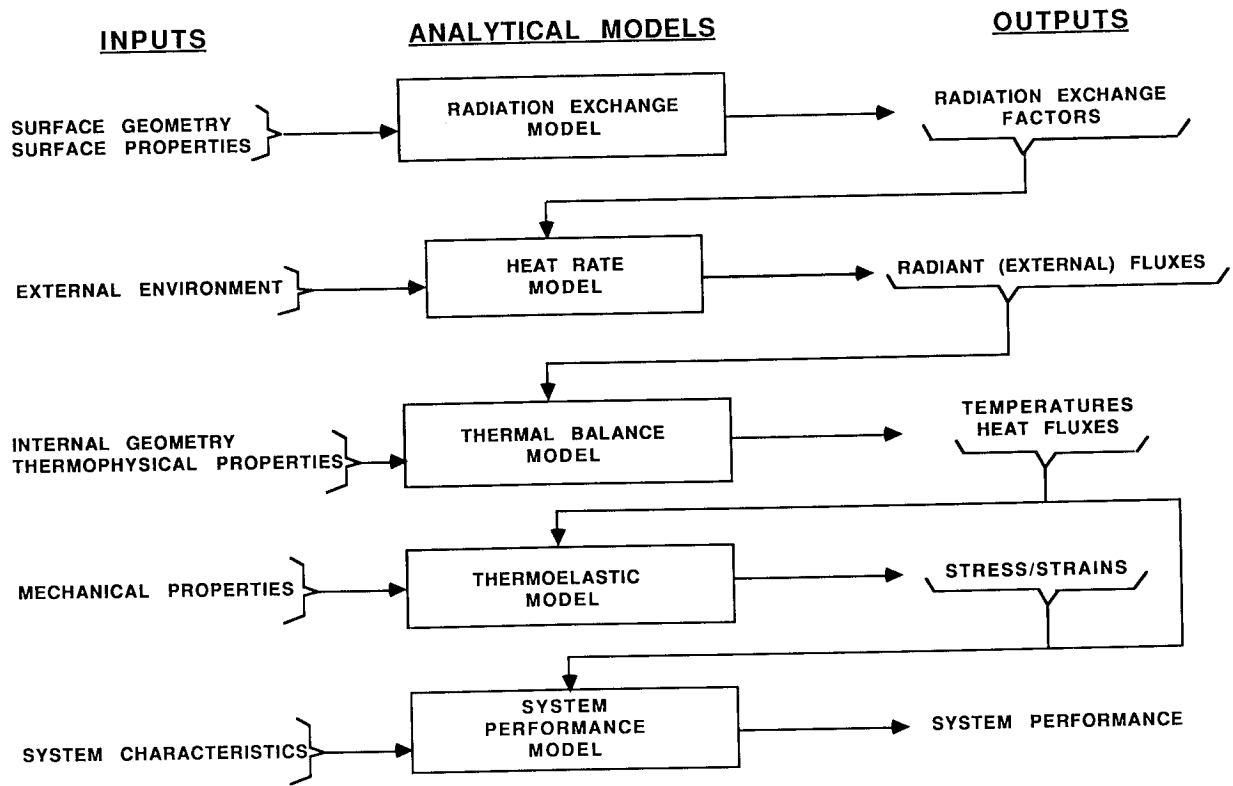 INPUTS
ANALYTICAL MODELS
OUTPUTS
SURFACE GEOMETRY
SURFACE PROPERTIES
RADIATION EXCHANGE
MODEL
RADIATION EXCHANGE
FACTORS
EXTERNAL ENVIRONMENT
HEAT RATE
MODEL
RADIANT (EXTERNAL) FLUXES
INTERNAL GEOMETRY
THERMOPHYSICAL PROPERTIES
THERMAL BALANCE
MODEL
TEMPERATURES
HEAT FLUXES
MECHANICAL PROPERTIES
THERMOELASTIC
MODEL
STRESS/STRAINS
SYSTEM CHARACTERISTICS
SYSTEM
PERFORMANCE
MODEL
SYSTEM PERFORMANCE